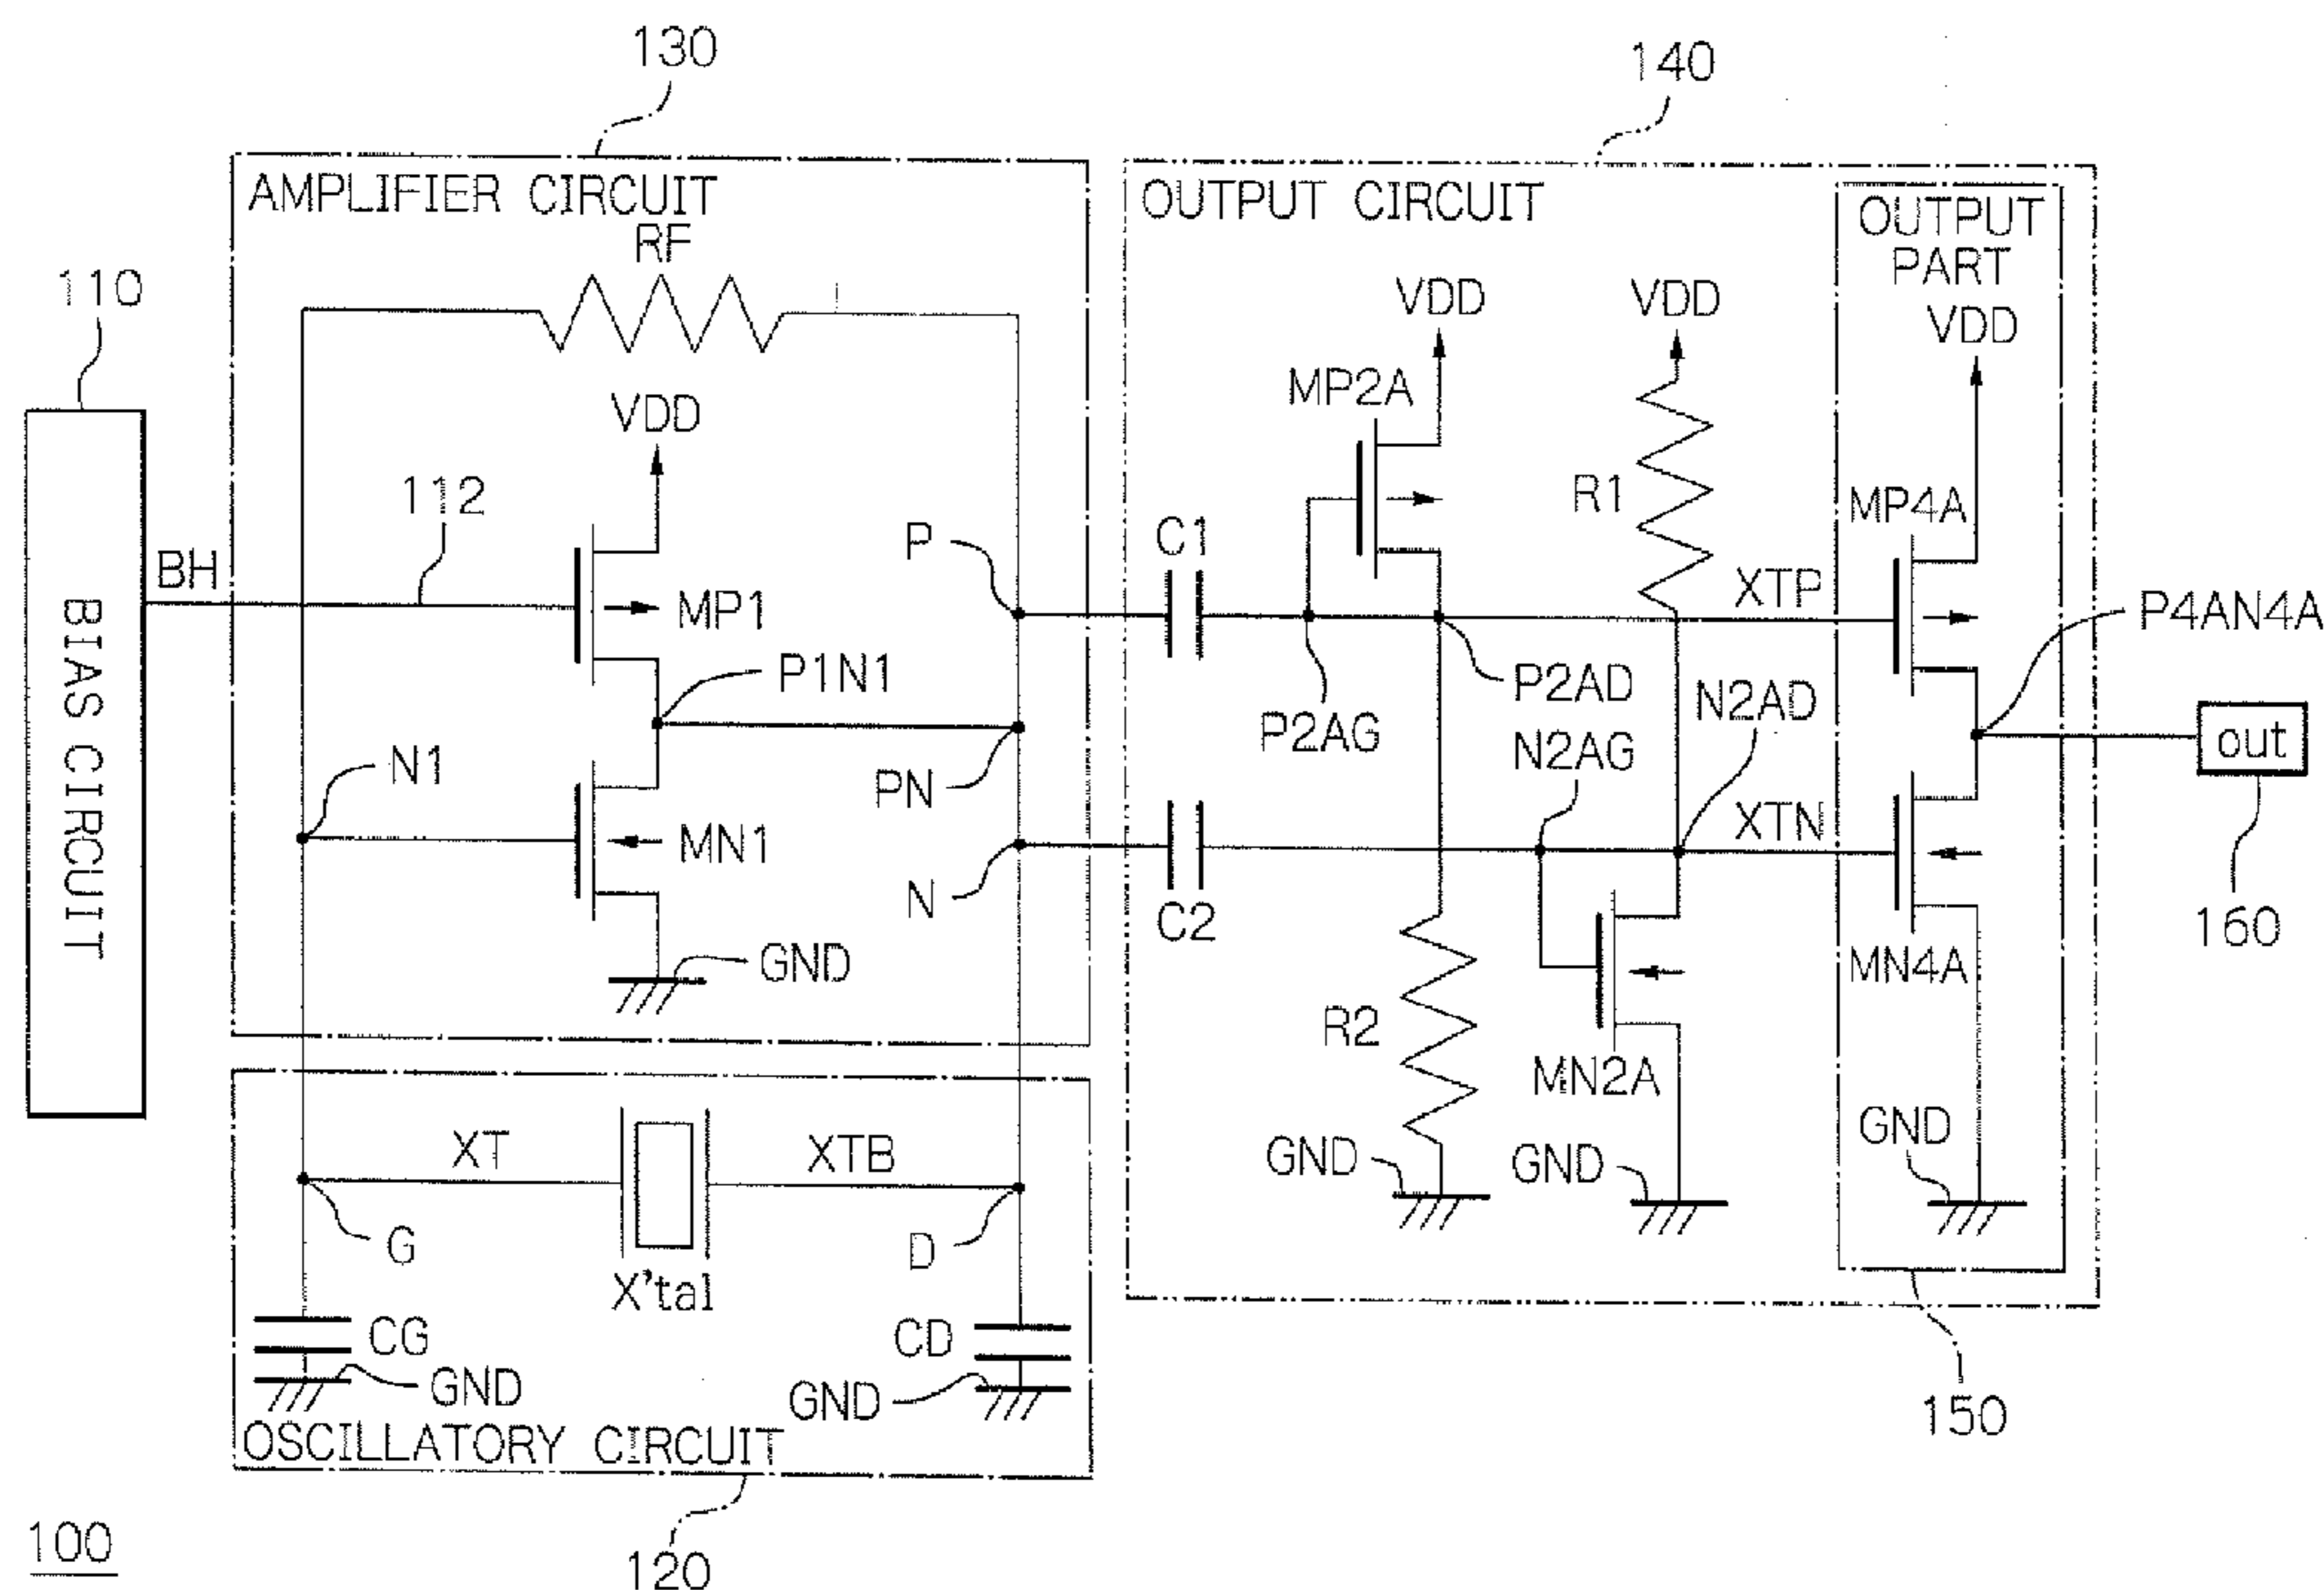 130
140
AMPLIFIER CIRCUIT
OUTPUT CIRCUIT
OUTPUT
PART
RF
110
VDD
VDD
VDD
MP2A
VDD
112
R1
MP4A
P
C1
BH
XTP
P4AN4A
MP1
BIAS CIRCUIT
P1N1
P2AD
N2AD
P2AG
N2AG
out
N1
PN
XTN
MN1
N
C2
160
GND
MN4A
R2
MN2A
GND
XT
XTB
GND
GND
G
D
X'tal
CG
CD
GND
GND
150
OSCILLATORY CIRCUIT
100
120